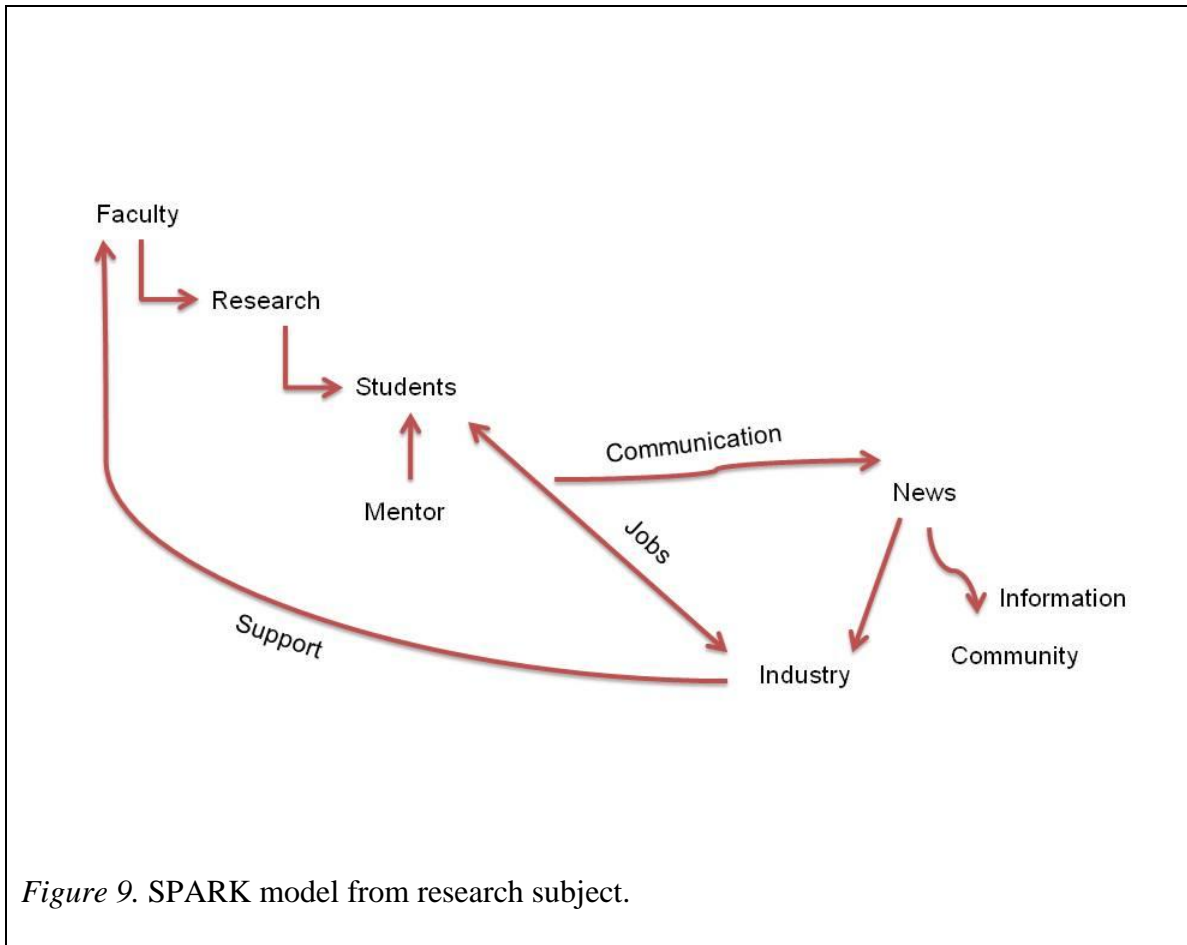 Faculty
Research
Students
Communication
Mentor
News
Jobs
Information
Support
Community
Industry
Figure 9. SPARK model from research subject.